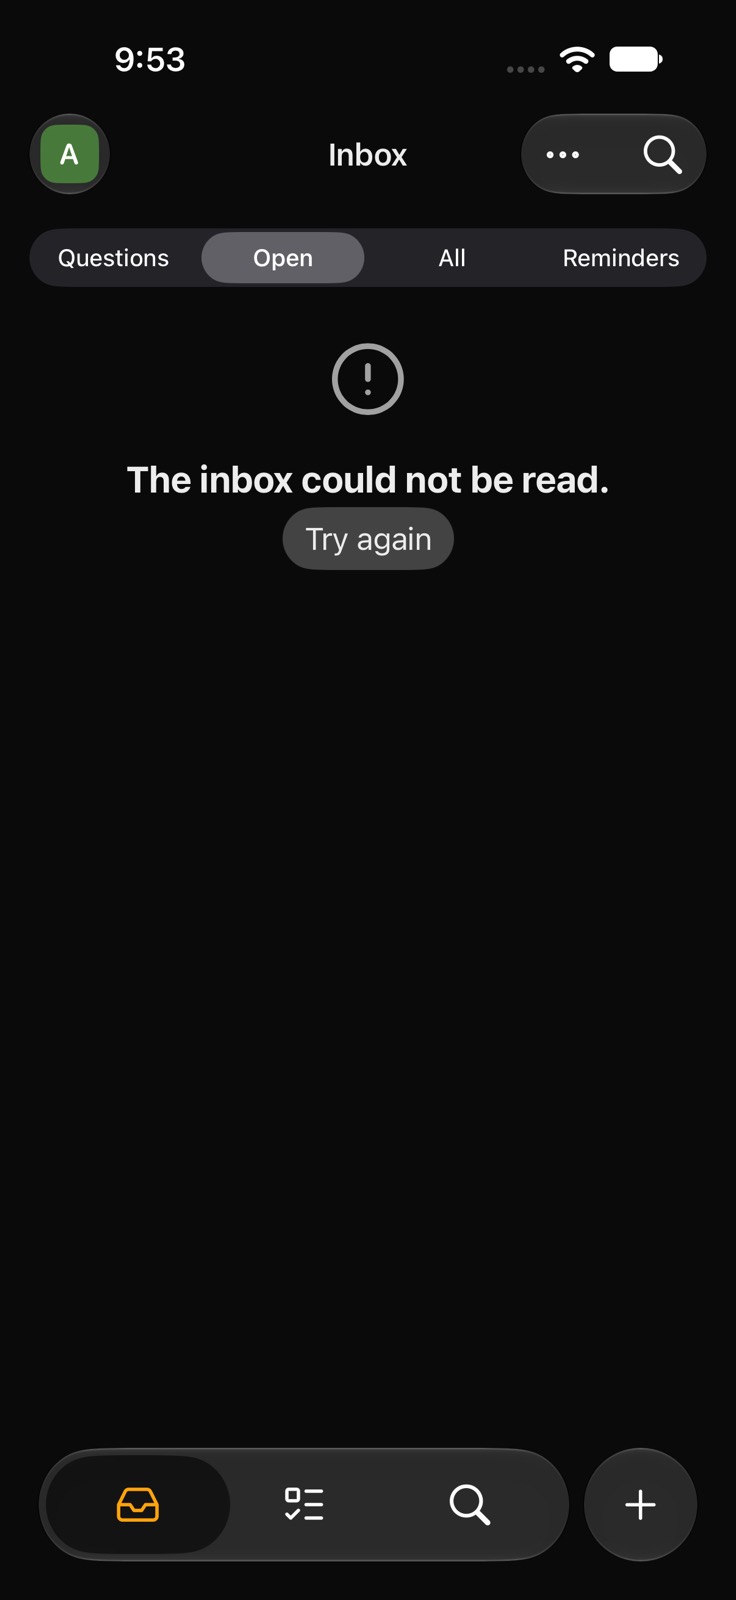 9:53
A
Inbox
Questions Open All Reminders
The inbox could not be read.
Try again